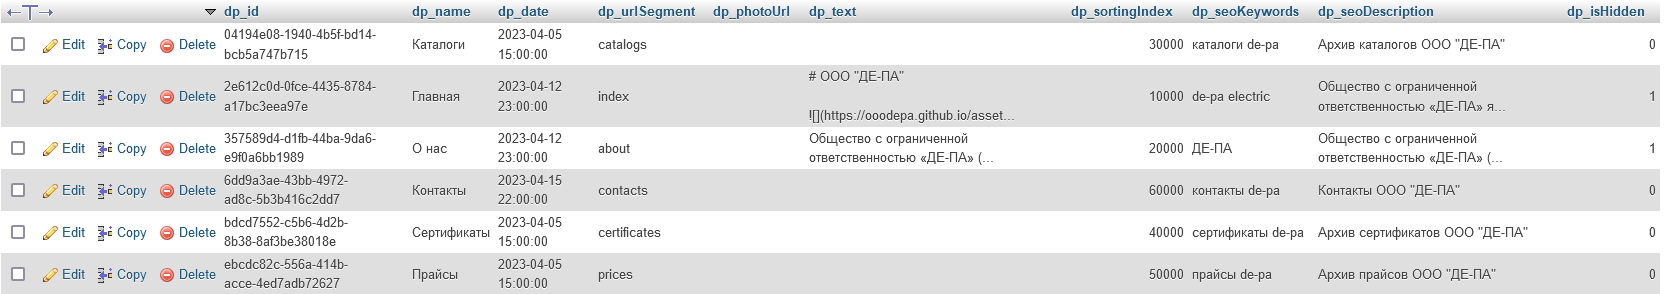 dp_id dp_name dp_date dp_urlSegment dp_photoUrl dp_text dp_sortingIndex dp_seoKeywords dp_seoDescription dp_isHidden
Edit Copy Delete 04194e08-1940-4b5f-bd14-bcb5a747b715 Каталоги 2023-04-05 15:00:00 catalogs 30000 каталоги de-pa Архив каталогов ООО "ДЕ-ПА" 0
Edit Copy Delete 2e612c0d-0fce-4435-8784-a17bc3eea97e Главная 2023-04-12 23:00:00 index # ООО "ДЕ-ПА" ![](https://ooodepa.github.io/asset... 10000 de-pa electric Общество с ограниченной ответственностью «ДЕ-ПА» я... 1
Edit Copy Delete 357589d4-d1fb-44ba-9da6-e9f0a6bb1989 О нас 2023-04-12 23:00:00 about Общество с ограниченной ответственностью «ДЕ-ПА» (... 20000 ДЕ-ПА Общество с ограниченной ответственностью «ДЕ-ПА» (... 1
Edit Copy Delete 6dd9a3ae-43bb-4972-ad8c-5b3b416c2dd7 Контакты 2023-04-15 22:00:00 contacts 60000 контакты de-pa Контакты ООО "ДЕ-ПА" 0
Edit Copy Delete bdcd7552-c5b6-4d2b-8b38-8af3be38018e Сертификаты 2023-04-05 15:00:00 certificates 40000 сертификаты de-pa Архив сертификатов ООО "ДЕ-ПА" 0
Edit Copy Delete ebcdc82c-556a-414b-acce-4ed7adb72627 Прайсы 2023-04-05 15:00:00 prices 50000 прайсы de-pa Архив прайсов ООО "ДЕ-ПА" 0